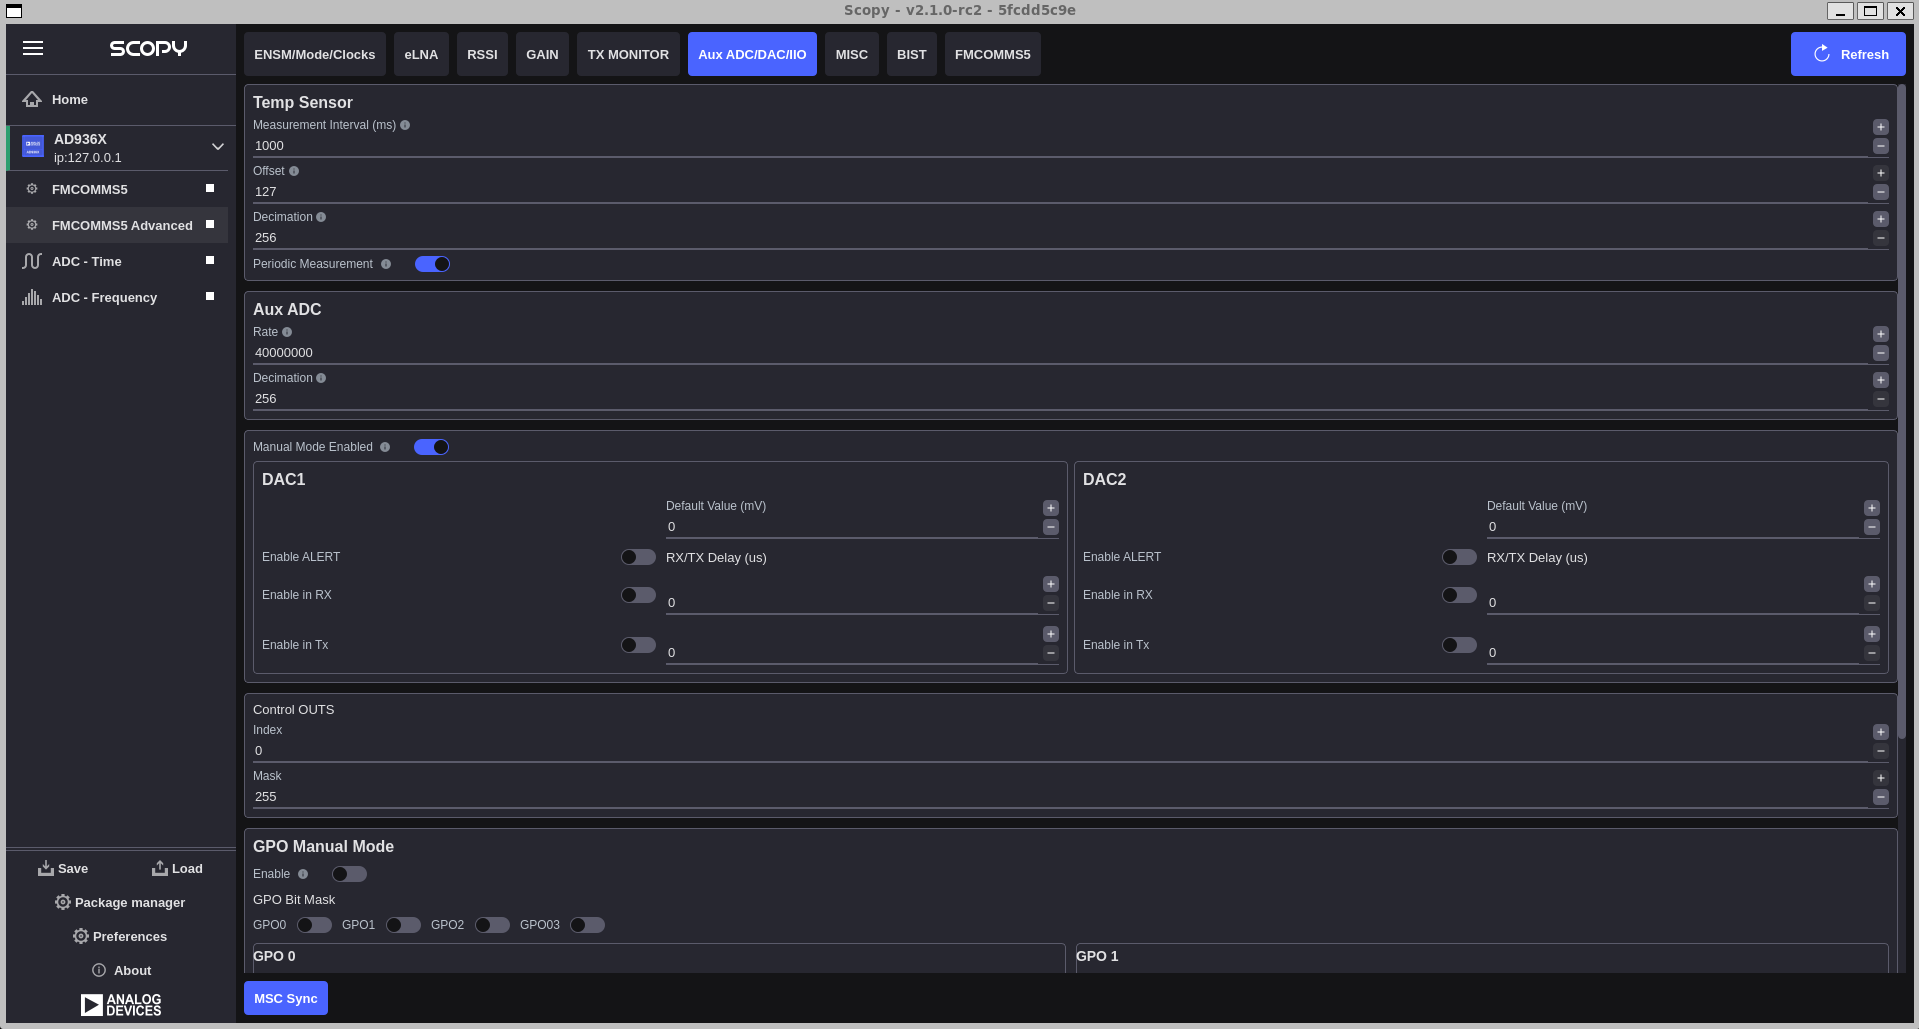 Scopy - v2.1.0-rc2 - 5fcdd5c9e
SCOPY
ENSM/Mode/Clocks
eLNA
RSSI
GAIN
TX MONITOR
Aux ADC/DAC/IIO
MISC
BIST
FMCOMMS5
Refresh
Home
AD936X
ip:127.0.0.1
FMCOMMS5
FMCOMMS5 Advanced
ADC - Time
ADC - Frequency
Save
Load
Package manager
Preferences
About
ANALOG
DEVICES
Temp Sensor
Measurement Interval (ms)
1000
Offset
127
Decimation
256
Periodic Measurement
Aux ADC
Rate
40000000
Decimation
256
Manual Mode Enabled
DAC1
Default Value (mV)
0
Enable ALERT
RX/TX Delay (us)
Enable in RX
0
Enable in Tx
0
DAC2
Default Value (mV)
0
Enable ALERT
RX/TX Delay (us)
Enable in RX
0
Enable in Tx
0
Control OUTS
Index
0
Mask
255
GPO Manual Mode
Enable
GPO Bit Mask
GPO0
GPO1
GPO2
GPO03
GPO 0
GPO 1
MSC Sync